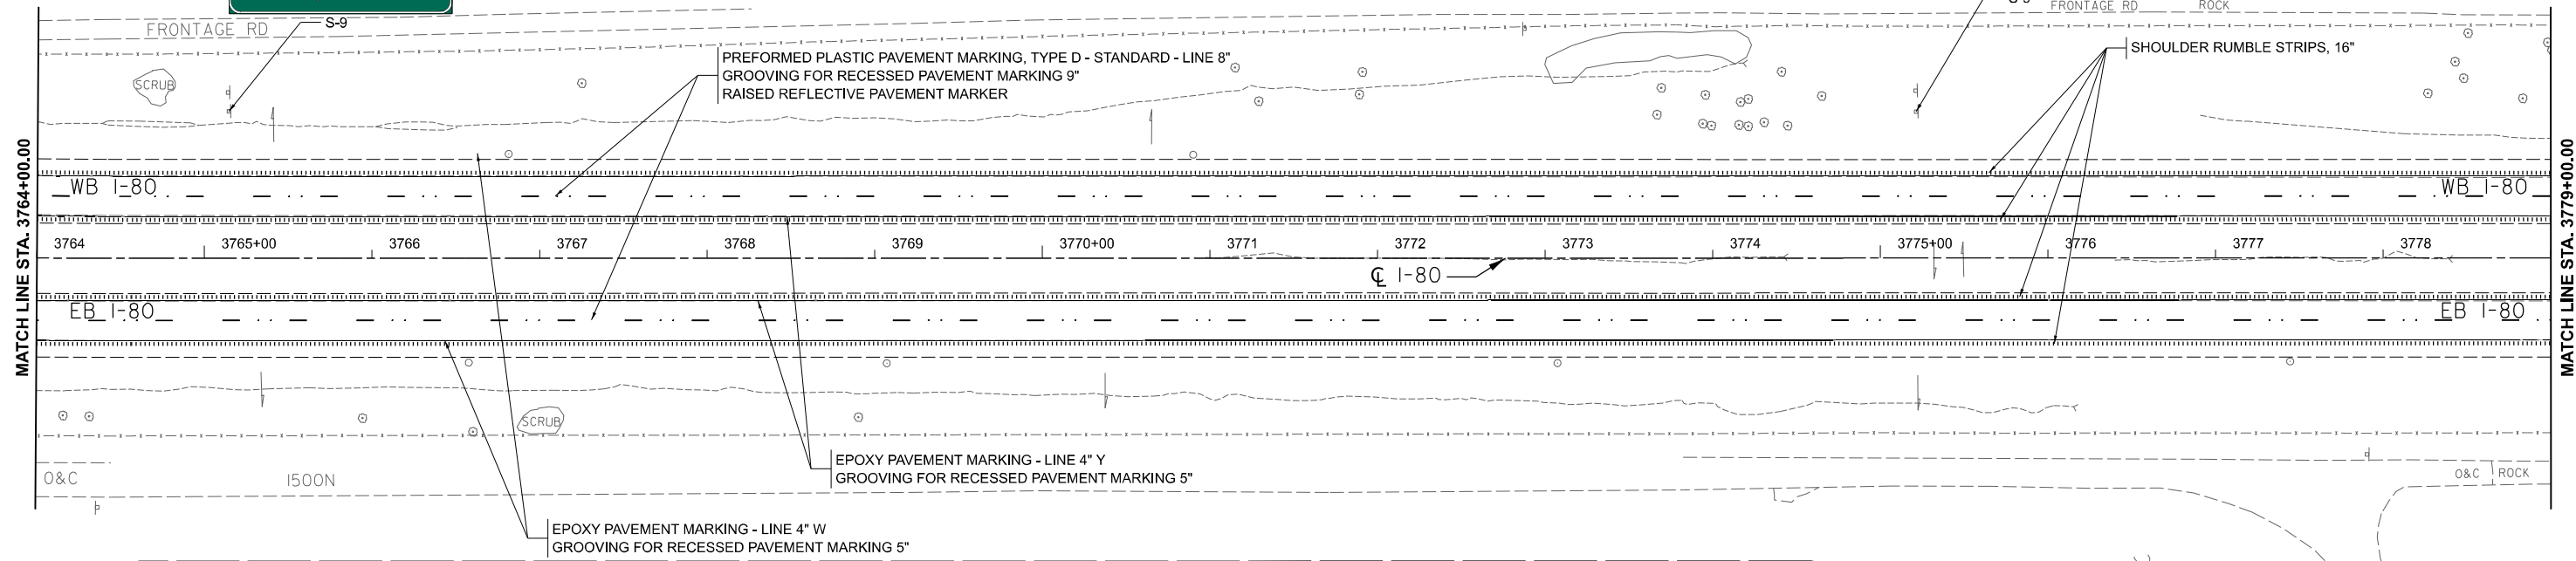 FRONTAGE RD
S-9
FRONTAGE RD
ROCK
SCRUB
PREFORMED PLASTIC PAVEMENT MARKING, TYPE D - STANDARD - LINE 8"
GROOVING FOR RECESSED PAVEMENT MARKING 9"
RAISED REFLECTIVE PAVEMENT MARKER
SHOULDER RUMBLE STRIPS, 16"
MATCH LINE STA. 3764+00.00
WB I-80
WB I-80
3764 3765+00 3766 3767 3768 3769 3770+00 3771 3772 3773 3774 3775+00 3776 3777 3778
℄ I-80
EB I-80
EB I-80
MATCH LINE STA. 3779+00.00
SCRUB
EPOXY PAVEMENT MARKING - LINE 4" Y
GROOVING FOR RECESSED PAVEMENT MARKING 5"
O&C
1500N
O&C
ROCK
EPOXY PAVEMENT MARKING - LINE 4" W
GROOVING FOR RECESSED PAVEMENT MARKING 5"